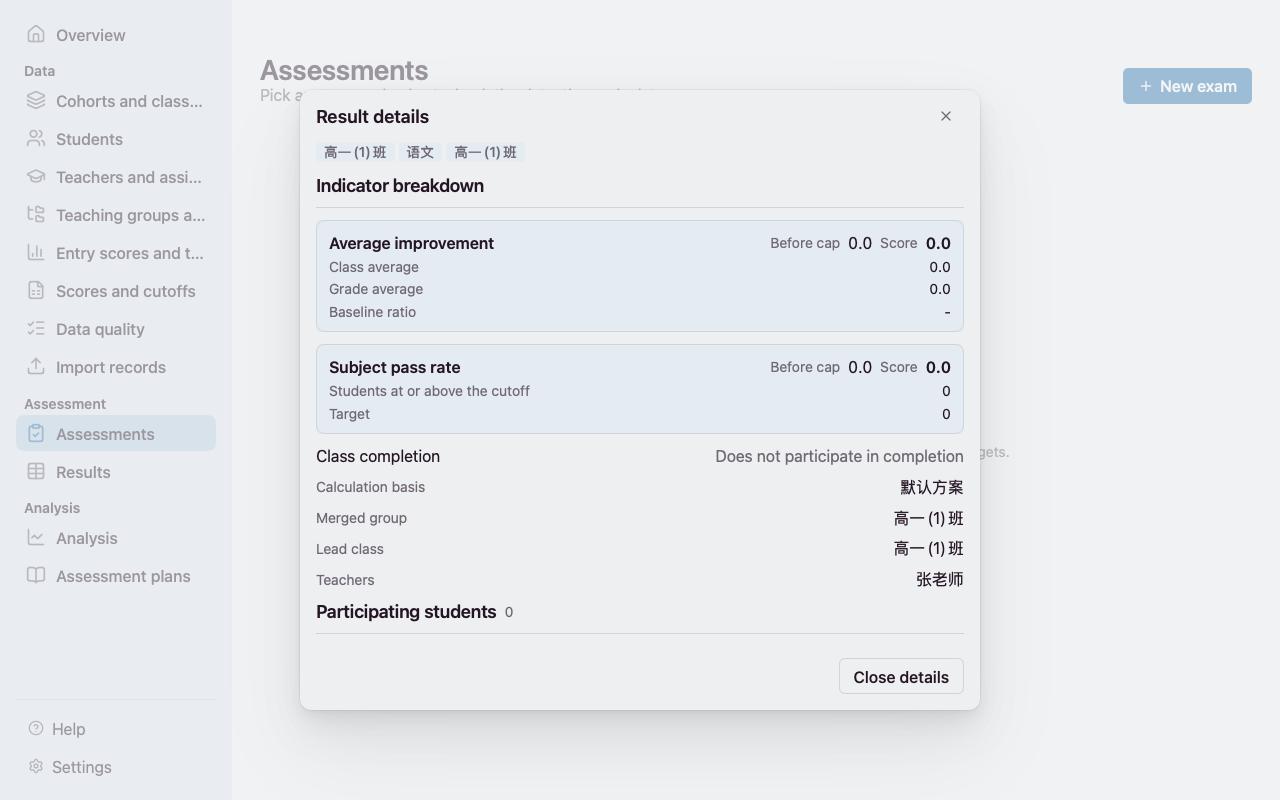 Overview
Data
Cohorts and class...
Students
Teachers and assi...
Teaching groups a...
Entry scores and t...
Scores and cutoffs
Data quality
Import records
Assessment
Assessments
Results
Analysis
Analysis
Assessment plans
Help
Settings
Assessments
Pick a
New exam
Result details
高一 (1) 班 语文 高一 (1) 班
Indicator breakdown
Average improvement Before cap 0.0 Score 0.0
Class average 0.0
Grade average 0.0
Baseline ratio -
Subject pass rate Before cap 0.0 Score 0.0
Students at or above the cutoff 0
Target 0
Class completion Does not participate in completion
gets.
Calculation basis 默认方案
Merged group 高一 (1) 班
Lead class 高一 (1) 班
Teachers 张老师
Participating students 0
Close details